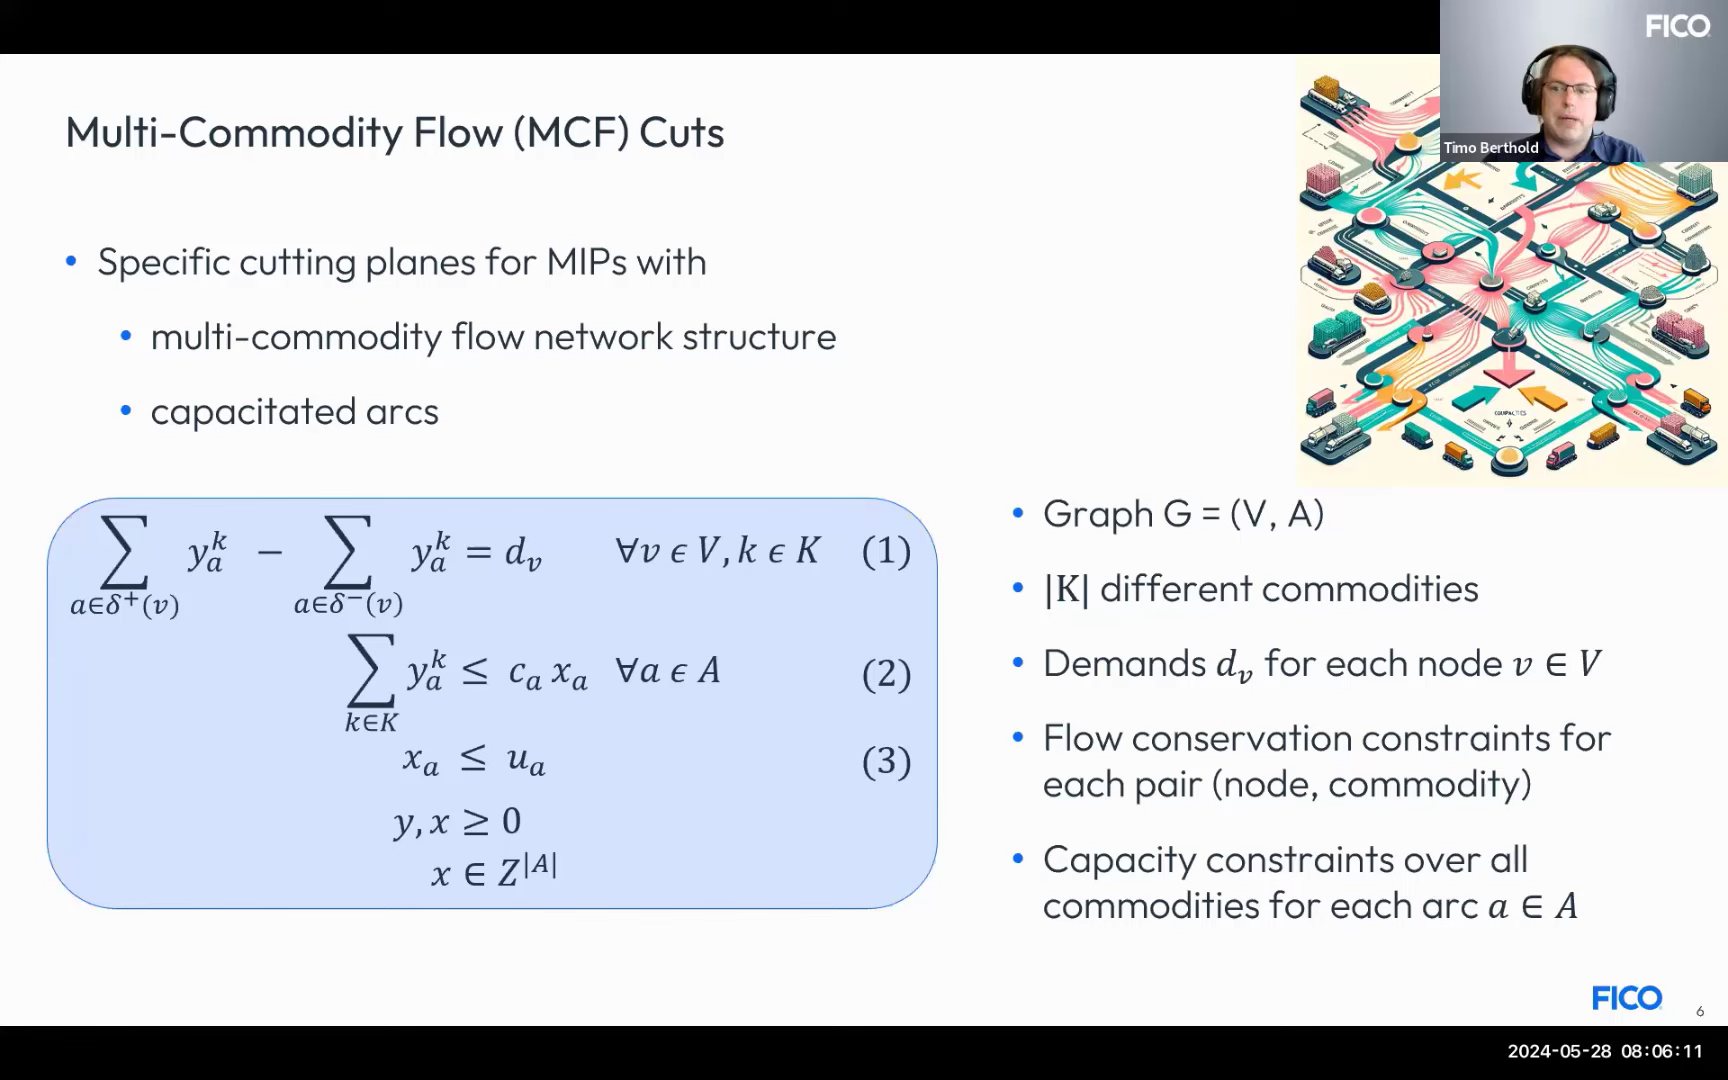 FICO
Timo Berthold
Multi-Commodity Flow (MCF) Cuts
• Specific cutting planes for MIPs with
• multi-commodity flow network structure
• capacitated arcs
∑_{a∈δ⁺(v)} y_a^k − ∑_{a∈δ⁻(v)} y_a^k = d_v ∀v ϵ V, k ϵ K (1)
∑_{k∈K} y_a^k ≤ c_a x_a ∀a ϵ A (2)
x_a ≤ u_a (3)
y, x ≥ 0
x ∈ Z^{|A|}
• Graph G = (V, A)
• |K| different commodities
• Demands d_v for each node v ∈ V
• Flow conservation constraints for
each pair (node, commodity)
• Capacity constraints over all
commodities for each arc a ∈ A
FICO
6
2024-05-28 08:06:11